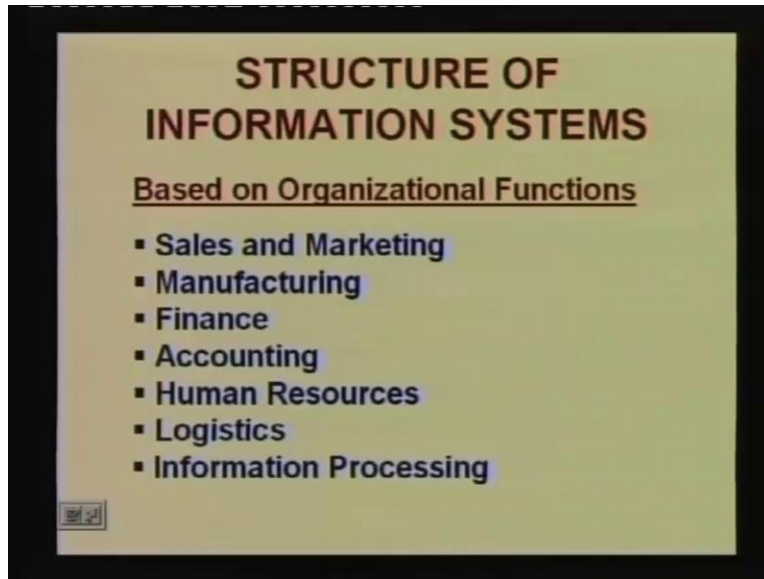 STRUCTURE OF
INFORMATION SYSTEMS
Based on Organizational Functions
▪ Sales and Marketing
▪ Manufacturing
▪ Finance
▪ Accounting
▪ Human Resources
▪ Logistics
▪ Information Processing